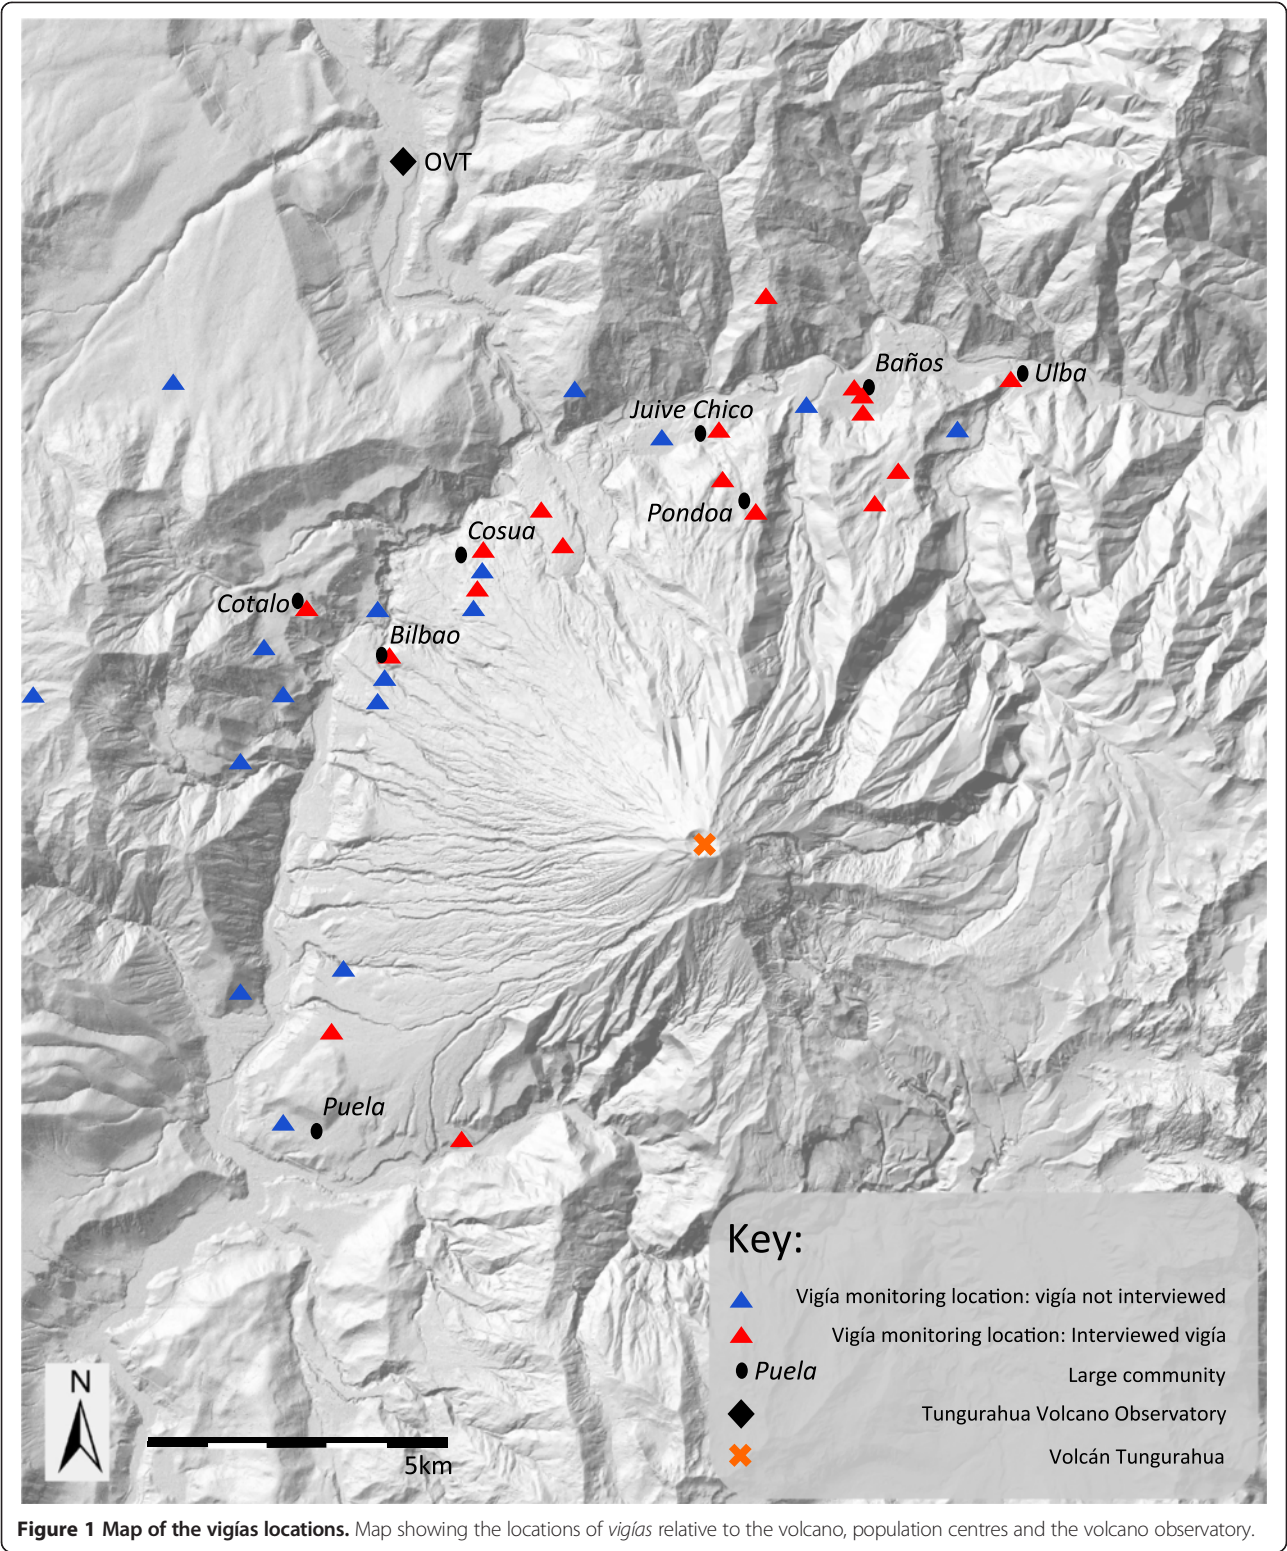 OVT
Baños
Ulba
Juive Chico
Pondoa
Cosua
Cotalo
Bilbao
Puela
Key:
Vigía monitoring location: vigía not interviewed
Vigía monitoring location: Interviewed vigía
Puela Large community
Tungurahua Volcano Observatory
Volcán Tungurahua
N
5km
Figure 1 Map of the vigías locations. Map showing the locations of vigías relative to the volcano, population centres and the volcano observatory.